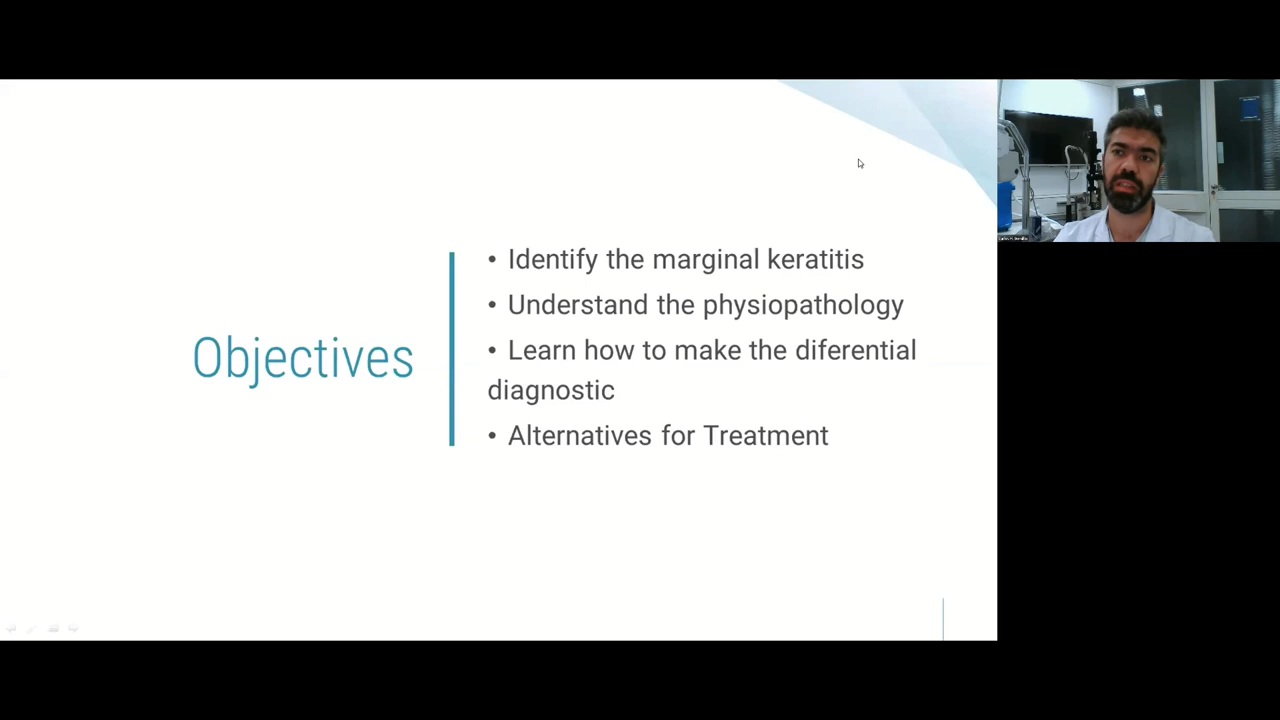 Objectives
• Identify the marginal keratitis
• Understand the physiopathology
• Learn how to make the diferential
diagnostic
• Alternatives for Treatment